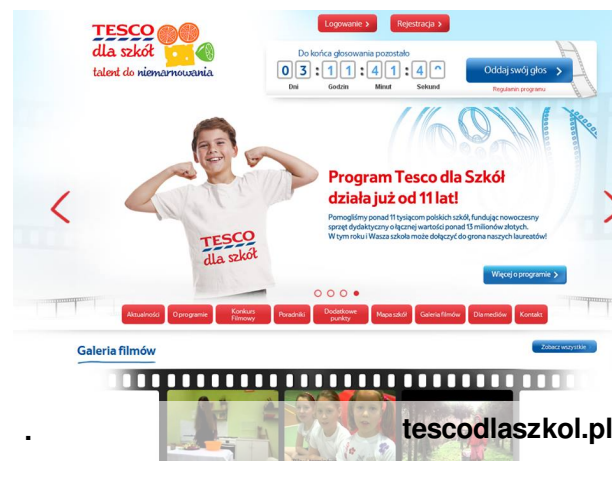 TESCO
dla szkół
talent do niemarnowania
Logowanie >
Rejestracja >
Do końca głosowania pozostało
0 3 : 1 1 : 4 1 : 4
Dni Godzin Minut Sekund
Oddaj swój głos >
Regulamin programu
Program Tesco dla Szkół
działa już od 11 lat!
Pomogliśmy ponad 11 tysiącom polskich szkół, fundując nowoczesny
sprzęt dydaktyczny o łącznej wartości ponad 13 milionów złotych.
W tym roku i Wasza szkoła może dołączyć do grona naszych laureatów!
TESCO
dla szkół
Więcej o programie >
Aktualności
O programie
Konkurs
Filmowy
Poradniki
Dodatkowe
punkty
Mapa szkół
Galeria filmów
Dla mediów
Kontakt
Galeria filmów
Zobacz wszystkie
.
tescodlaszkol.pl